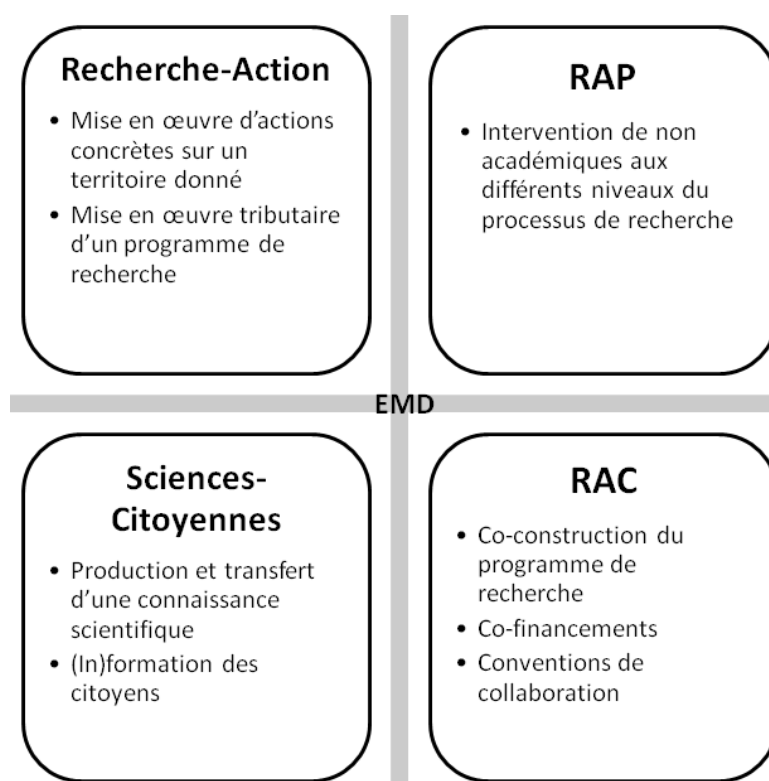 Recherche-Action
• Mise en œuvre d'actions
concrètes sur un
territoire donné
• Mise en œuvre tributaire
d'un programme de
recherche
RAP
• Intervention de non
académiques aux
différents niveaux du
processus de recherche
EMD
Sciences-
Citoyennes
• Production et transfert
d'une connaissance
scientifique
• (In)formation des
citoyens
RAC
• Co-construction du
programme de
recherche
• Co-financements
• Conventions de
collaboration